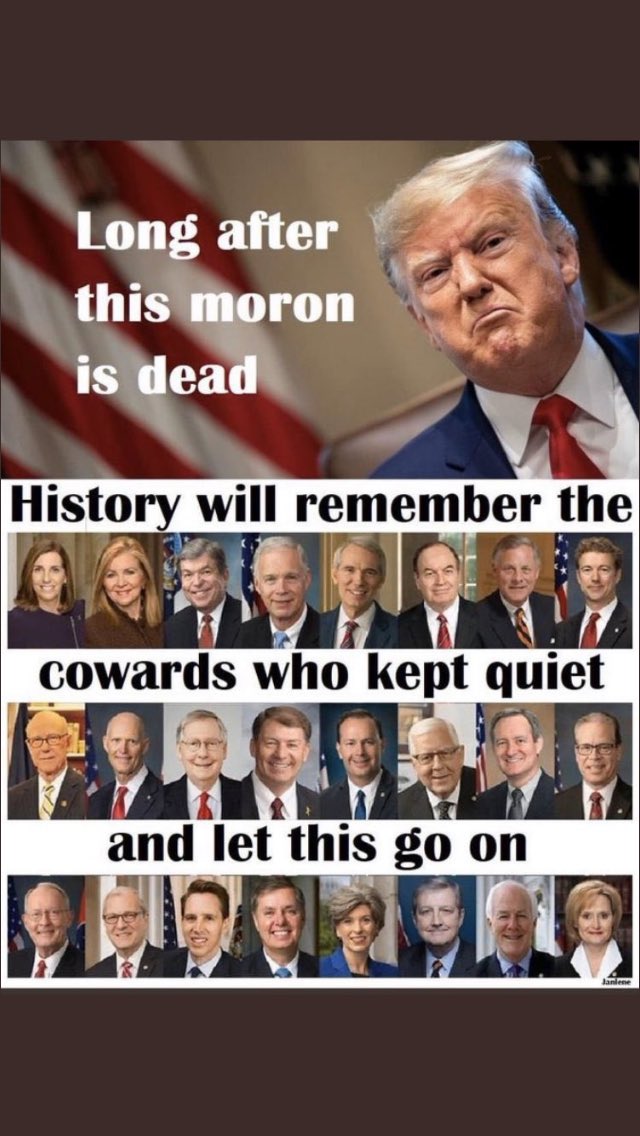 Long after
this moron
is dead
History will remember the
cowards who kept quiet
and let this go on
Janlene